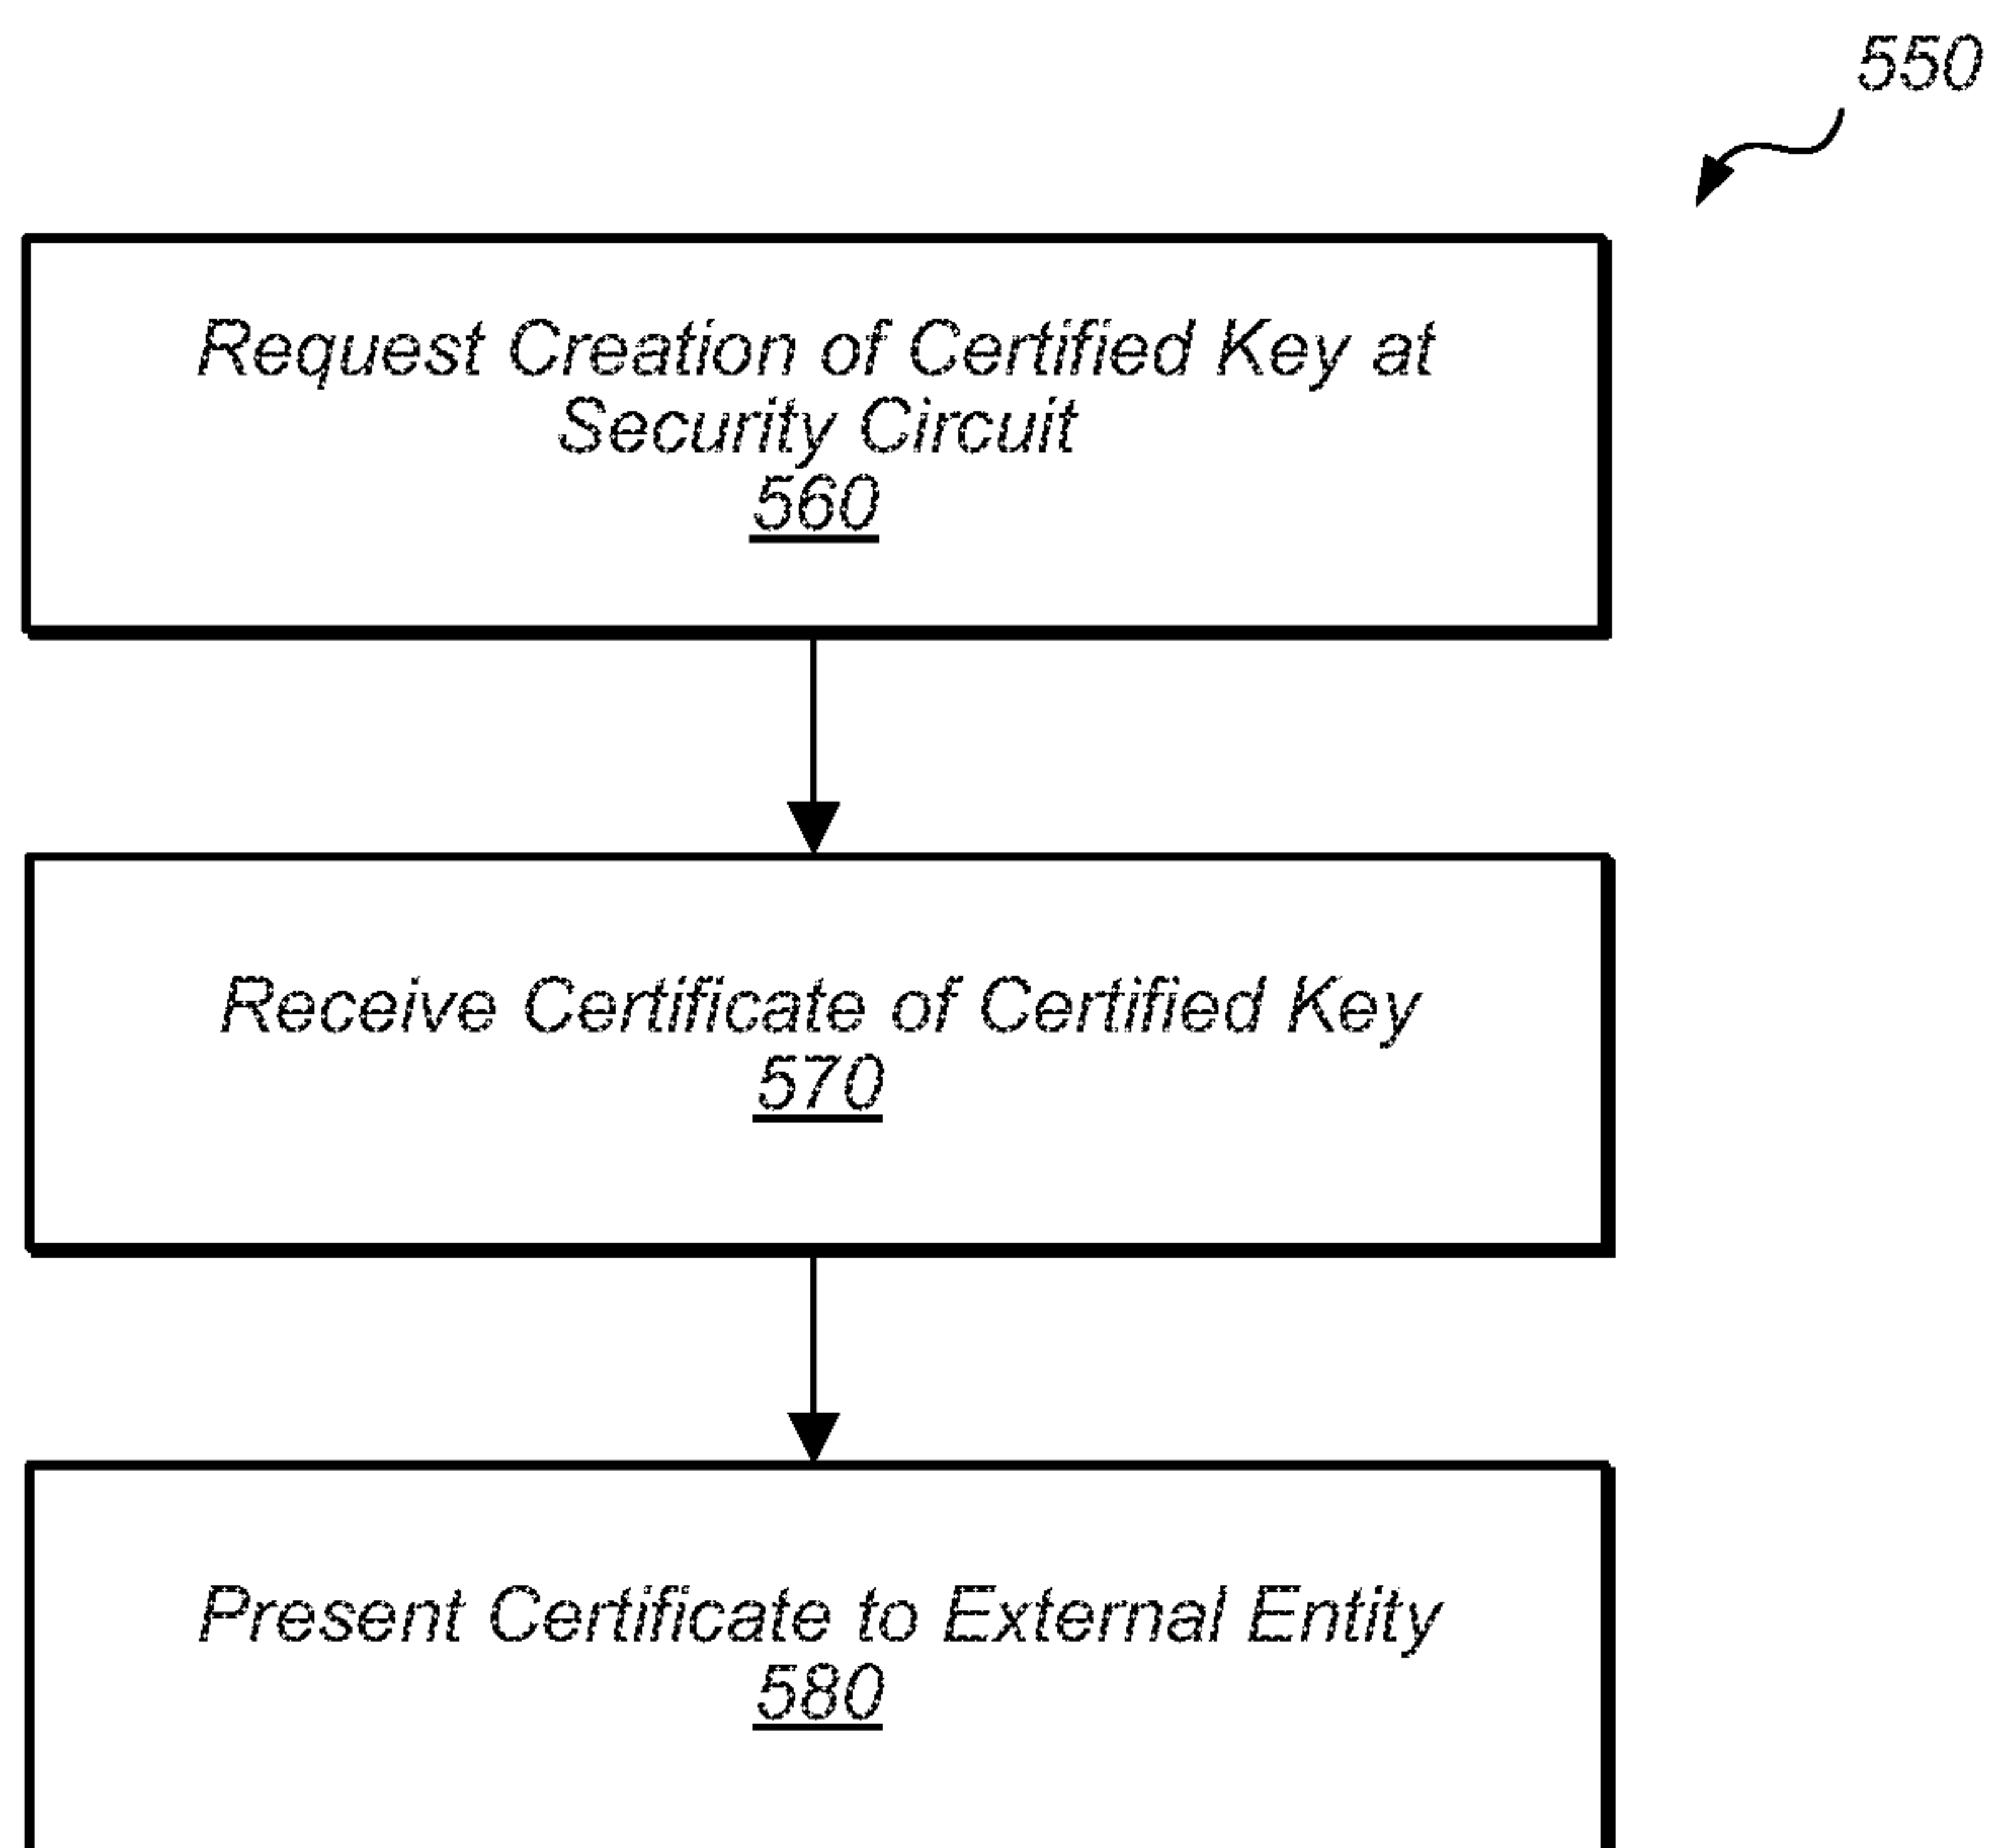 550
Request Creation of Certified Key at
Security Circuit
560
Receive Certificate of Certified Key
570
Present Certificate to External Entity
580